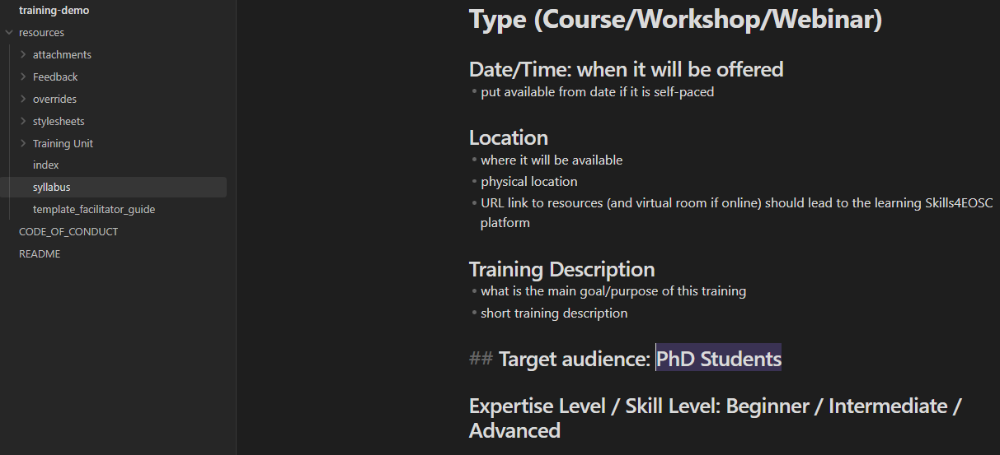 training-demo
resources
attachments
Feedback
overrides
stylesheets
Training Unit
index
syllabus
template_facilitator_guide
CODE_OF_CONDUCT
README
Type (Course/Workshop/Webinar)
Date/Time: when it will be offered
put available from date if it is self-paced
Location
where it will be available
physical location
URL link to resources (and virtual room if online) should lead to the learning Skills4EOSC
platform
Training Description
what is the main goal/purpose of this training
short training description
## Target audience: PhD Students
Expertise Level / Skill Level: Beginner / Intermediate /
Advanced